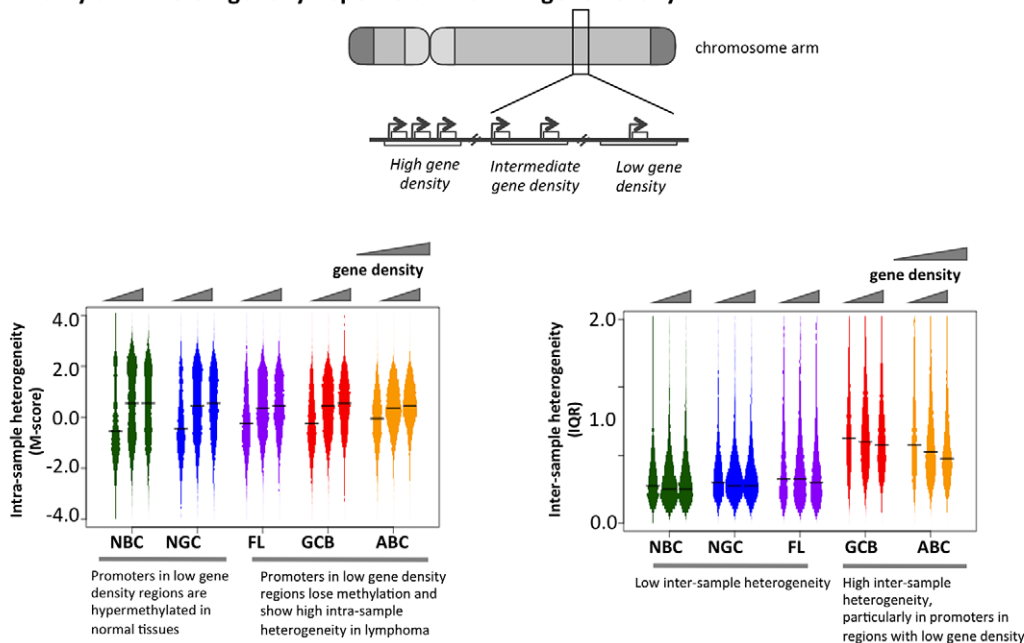 chromosome arm
High gene
density
Intermediate
gene density
Low gene
density
gene density
Intra-sample heterogeneity
(M-score)
4.0
2.0
0.0
-2.0
-4.0
NBC NGC FL GCB ABC
Promoters in low gene
density regions are
hypermethylated in
normal tissues
Promoters in low gene density
regions lose methylation and
show high intra-sample
heterogeneity in lymphoma
gene density
Inter-sample heterogeneity
(IQR)
2.0
1.0
0.0
NBC NGC FL GCB ABC
Low inter-sample heterogeneity
High inter-sample
heterogeneity,
particularly in promoters in
regions with low gene density